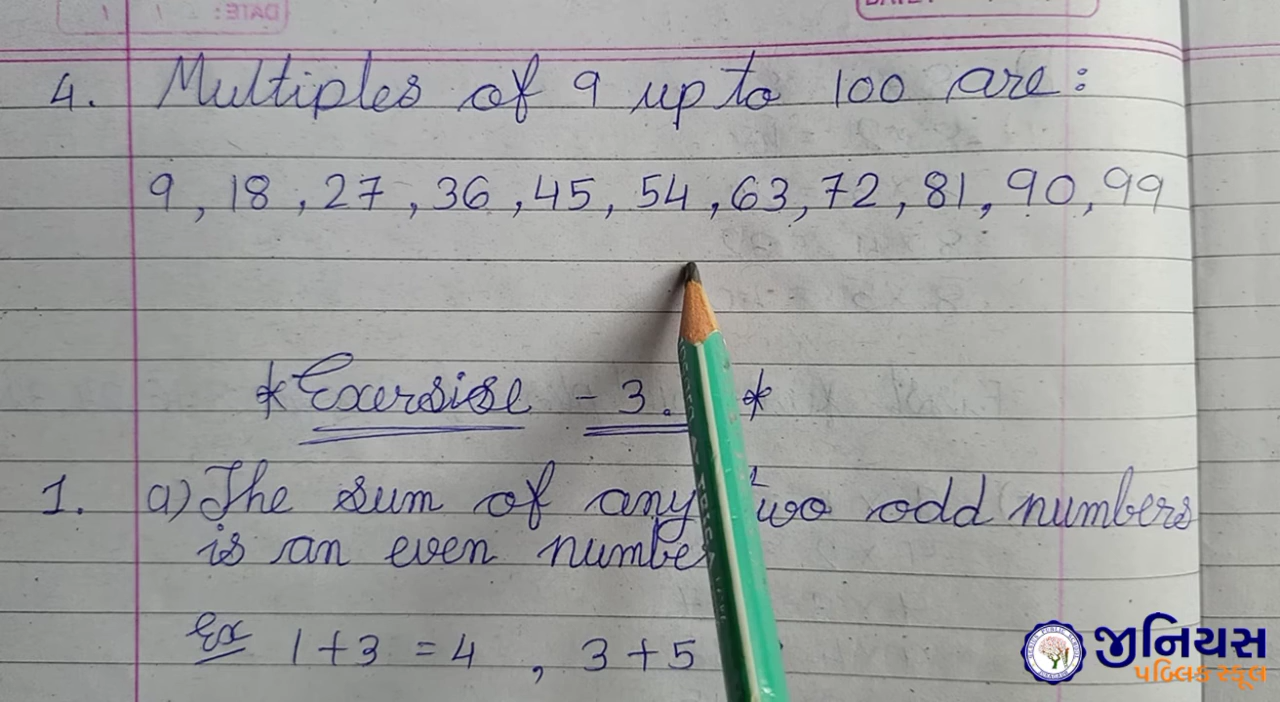 DATE:
4. Multiples of 9 up to 100 are:
9, 18, 27, 36, 45, 54, 63, 72, 81, 90, 99
*Exersise - 3. *
1. a) The sum of any two odd numbers
is an even number
Ex 1+3 = 4, 3+5
જીનિયસ
પબ્લિક સ્કૂલ